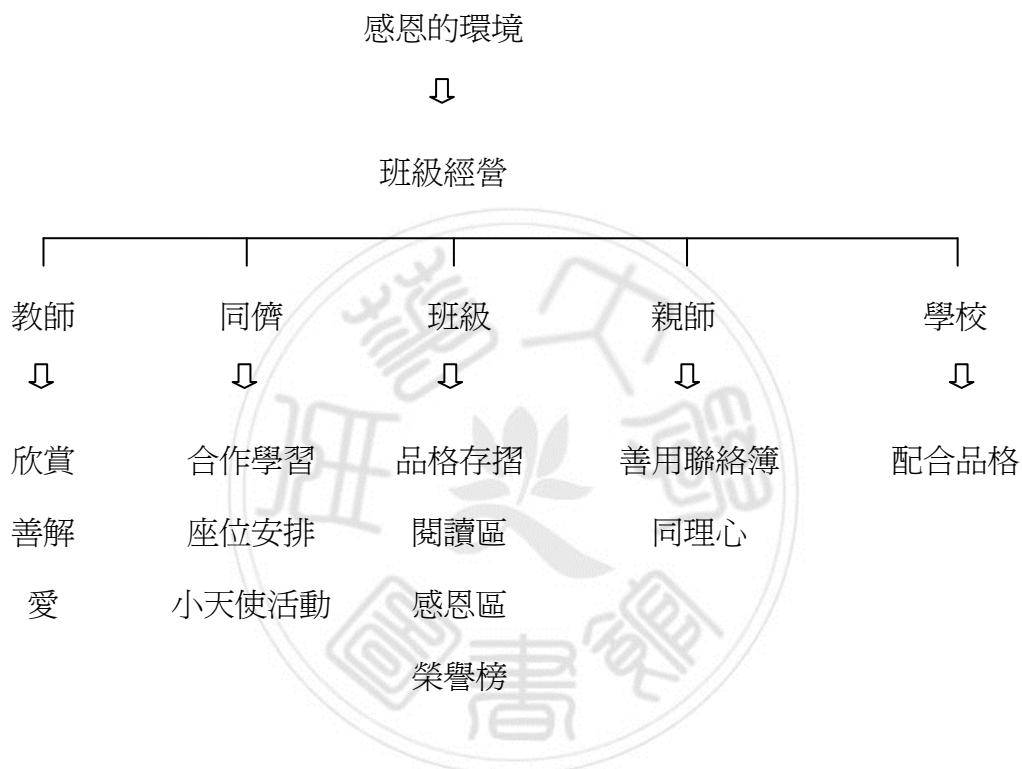 感恩的環境
班級經營
教師 同儕 班級 親師 學校
欣賞 合作學習 品格存摺 善用聯絡簿 配合品格
善解 座位安排 閱讀區 同理心
愛 小天使活動 感恩區
榮譽榜